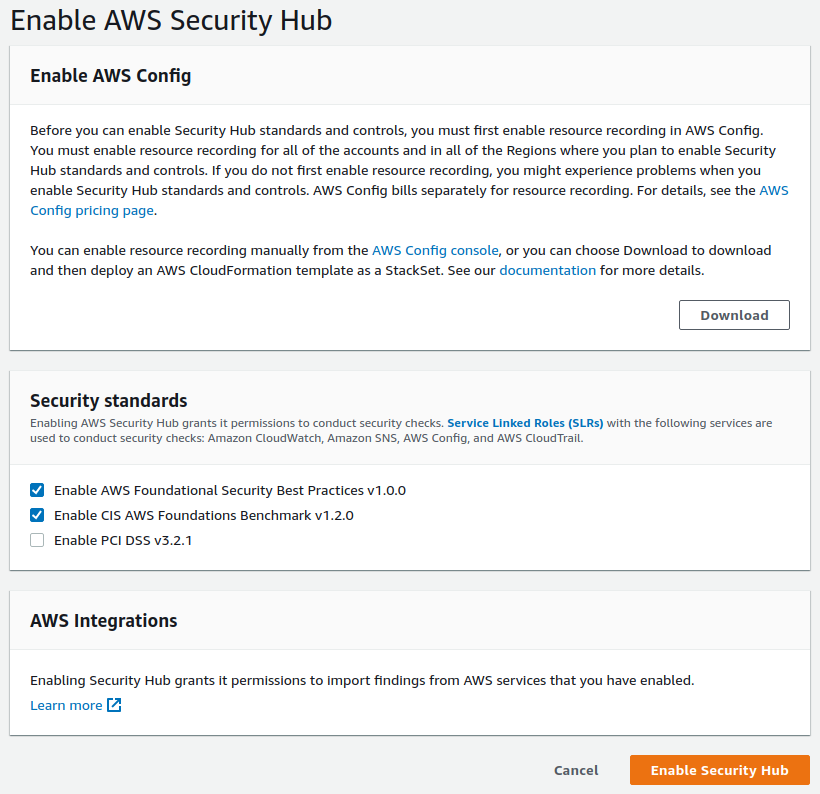 Enable AWS Security Hub
Enable AWS Config
Before you can enable Security Hub standards and controls, you must first enable resource recording in AWS Config.
You must enable resource recording for all of the accounts and in all of the Regions where you plan to enable Security
Hub standards and controls. If you do not first enable resource recording, you might experience problems when you
enable Security Hub standards and controls. AWS Config bills separately for resource recording. For details, see the AWS
Config pricing page.
You can enable resource recording manually from the AWS Config console, or you can choose Download to download
and then deploy an AWS CloudFormation template as a StackSet. See our documentation for more details.
Download
Security standards
Enabling AWS Security Hub grants it permissions to conduct security checks. Service Linked Roles (SLRs) with the following services are
used to conduct security checks: Amazon CloudWatch, Amazon SNS, AWS Config, and AWS CloudTrail.
Enable AWS Foundational Security Best Practices v1.0.0
Enable CIS AWS Foundations Benchmark v1.2.0
Enable PCI DSS v3.2.1
AWS Integrations
Enabling Security Hub grants it permissions to import findings from AWS services that you have enabled.
Learn more
Cancel
Enable Security Hub